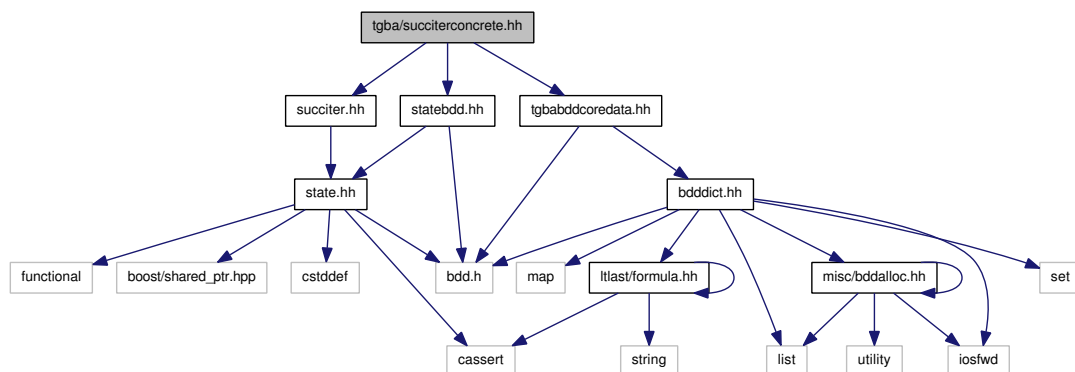 tgba/succiterconcrete.hh
succiter.hh
statebdd.hh
tgbabddcoredata.hh
state.hh
bdddict.hh
functional
boost/shared_ptr.hpp
cstddef
bdd.h
map
ltlast/formula.hh
misc/bddalloc.hh
set
cassert
string
list
utility
iosfwd